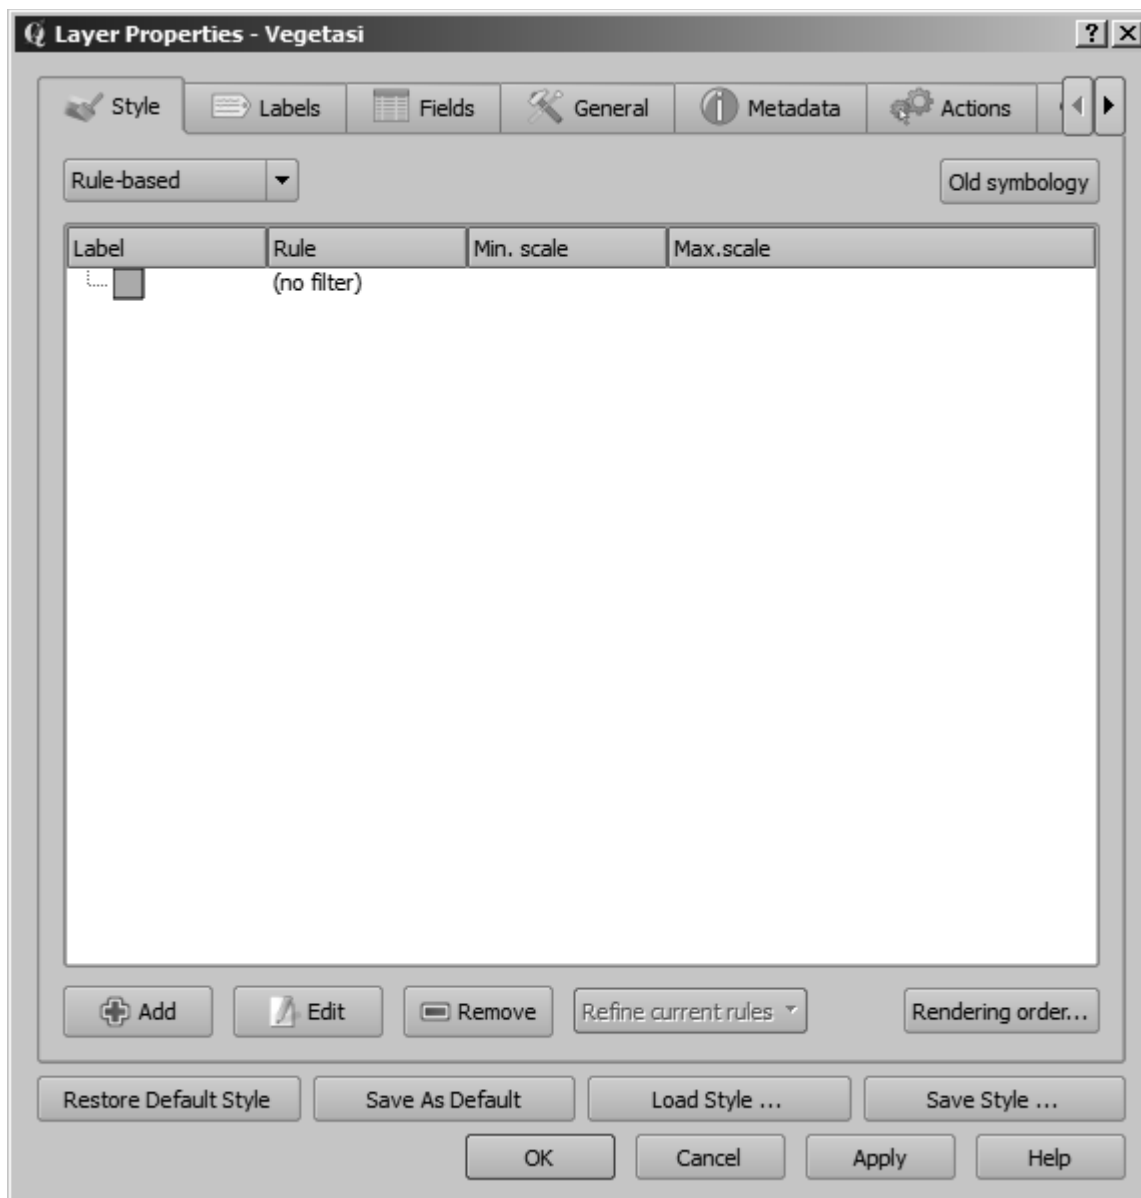 Layer Properties - Vegetasi
Style Labels Fields General Metadata Actions
Rule-based Old symbology
Label Rule Min. scale Max.scale
(no filter)
Add Edit Remove Refine current rules Rendering order...
Restore Default Style Save As Default Load Style ... Save Style ...
OK Cancel Apply Help